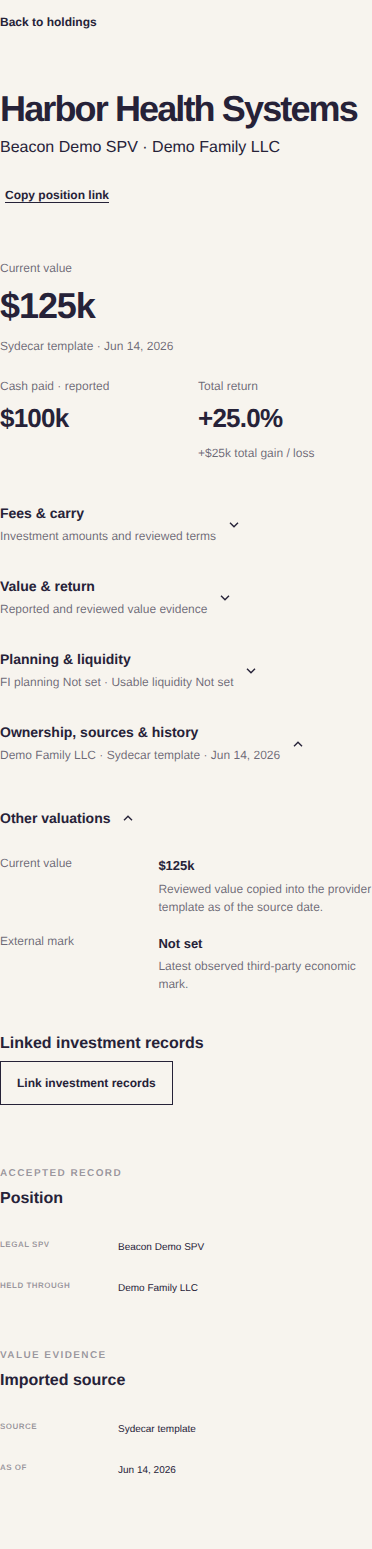 Back to holdings
Harbor Health Systems
Beacon Demo SPV · Demo Family LLC
Copy position link
Current value
$125k
Sydecar template · Jun 14, 2026
Cash paid · reported
Total return
$100k
+25.0%
+$25k total gain / loss
Fees & carry
Investment amounts and reviewed terms
Value & return
Reported and reviewed value evidence
Planning & liquidity
FI planning Not set · Usable liquidity Not set
Ownership, sources & history
Demo Family LLC · Sydecar template · Jun 14, 2026
Other valuations
Current value
$125k
Reviewed value copied into the provider
template as of the source date.
External mark
Not set
Latest observed third-party economic
mark.
Linked investment records
Link investment records
ACCEPTED RECORD
Position
LEGAL SPV
Beacon Demo SPV
HELD THROUGH
Demo Family LLC
VALUE EVIDENCE
Imported source
SOURCE
Sydecar template
AS OF
Jun 14, 2026